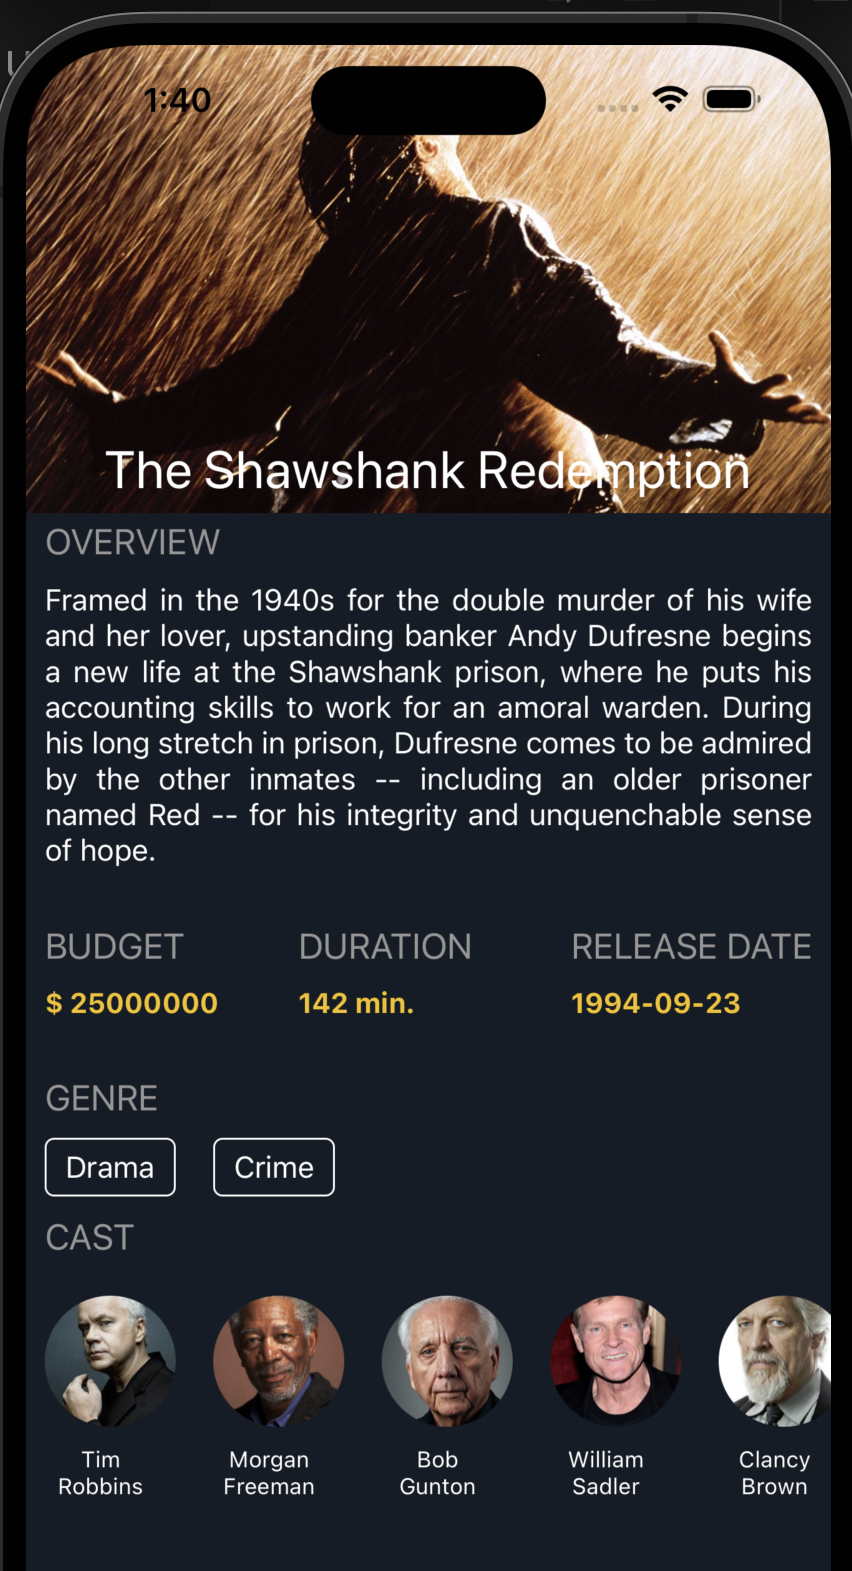 1:40
The Shawshank Redemption
OVERVIEW
Framed in the 1940s for the double murder of his wife
and her lover, upstanding banker Andy Dufresne begins
a new life at the Shawshank prison, where he puts his
accounting skills to work for an amoral warden. During
his long stretch in prison, Dufresne comes to be admired
by the other inmates -- including an older prisoner
named Red -- for his integrity and unquenchable sense
of hope.
BUDGET DURATION RELEASE DATE
$ 25000000 142 min. 1994-09-23
GENRE
Drama Crime
CAST
Tim Morgan Bob William Clancy
Robbins Freeman Gunton Sadler Brown